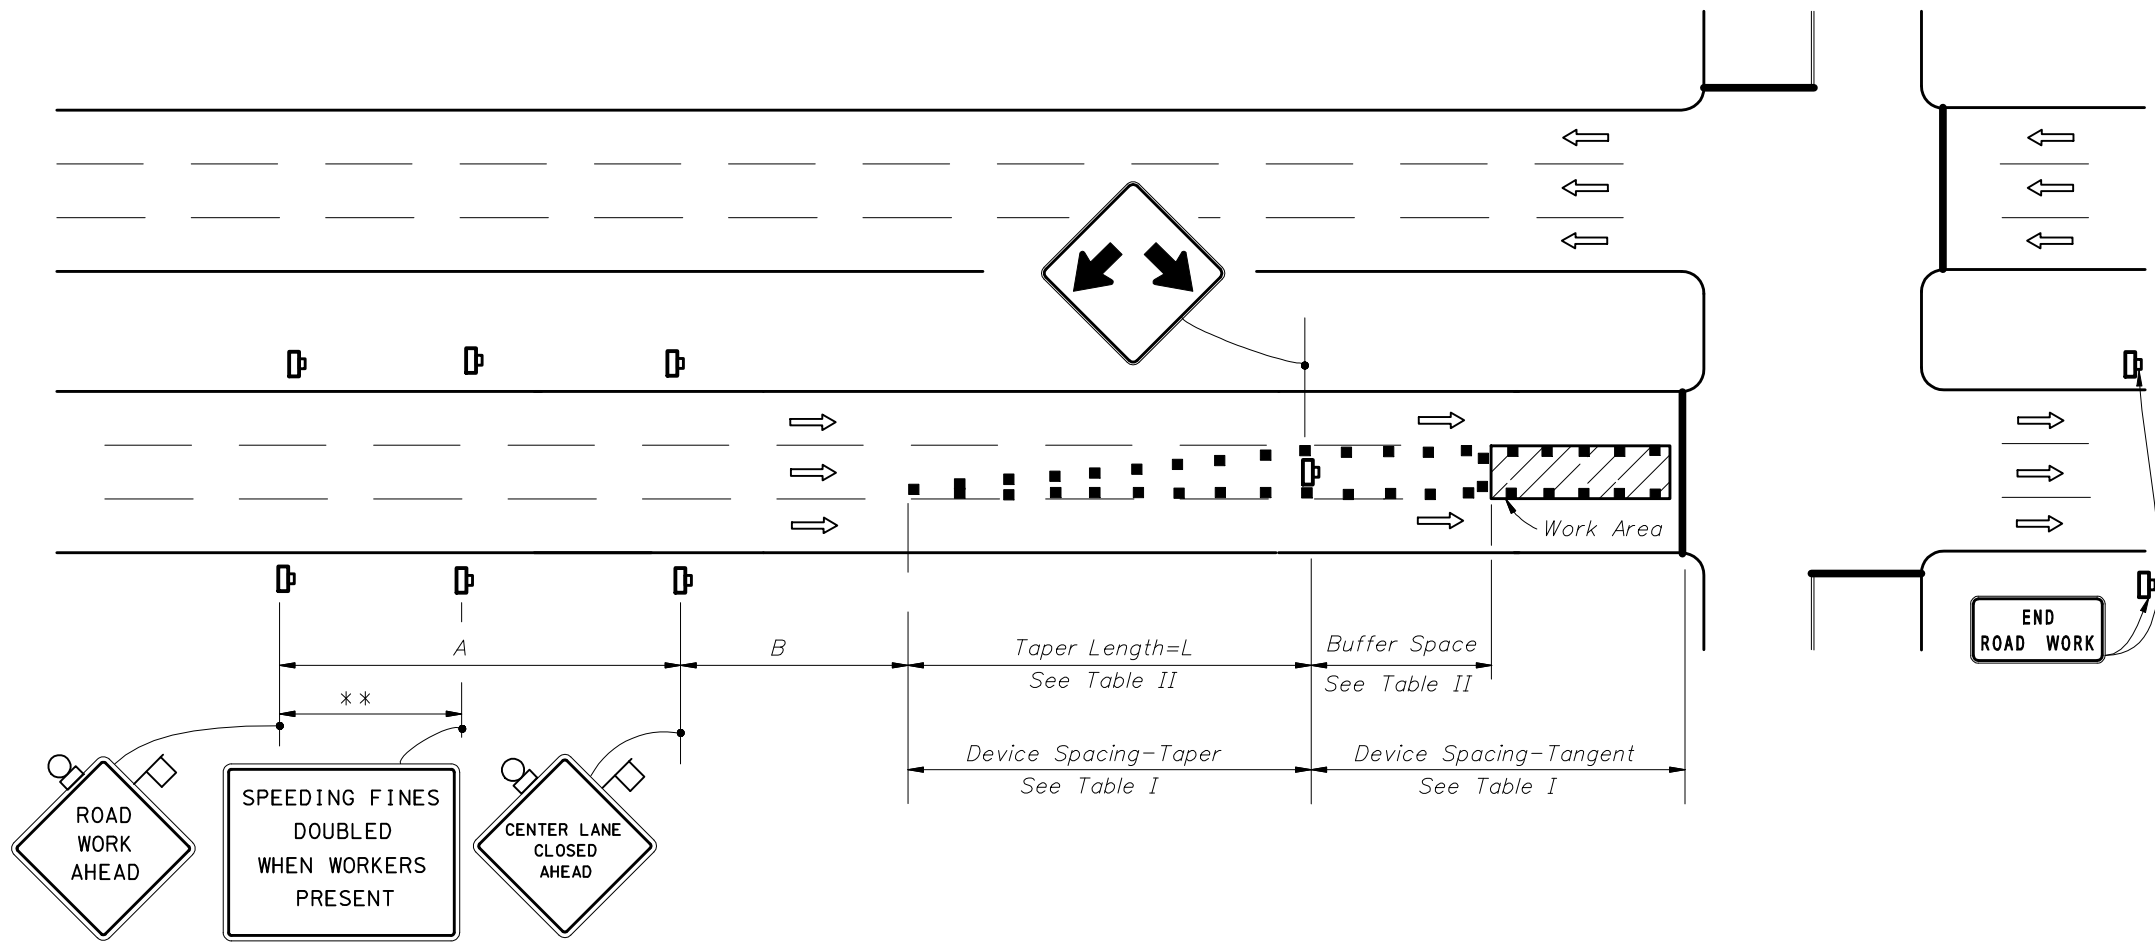 Work Area
END
ROAD WORK
A
B
Taper Length=L
See Table II
Buffer Space
See Table II
**
Device Spacing-Taper
See Table I
Device Spacing-Tangent
See Table I
ROAD
WORK
AHEAD
SPEEDING FINES
DOUBLED
WHEN WORKERS
PRESENT
CENTER LANE
CLOSED
AHEAD